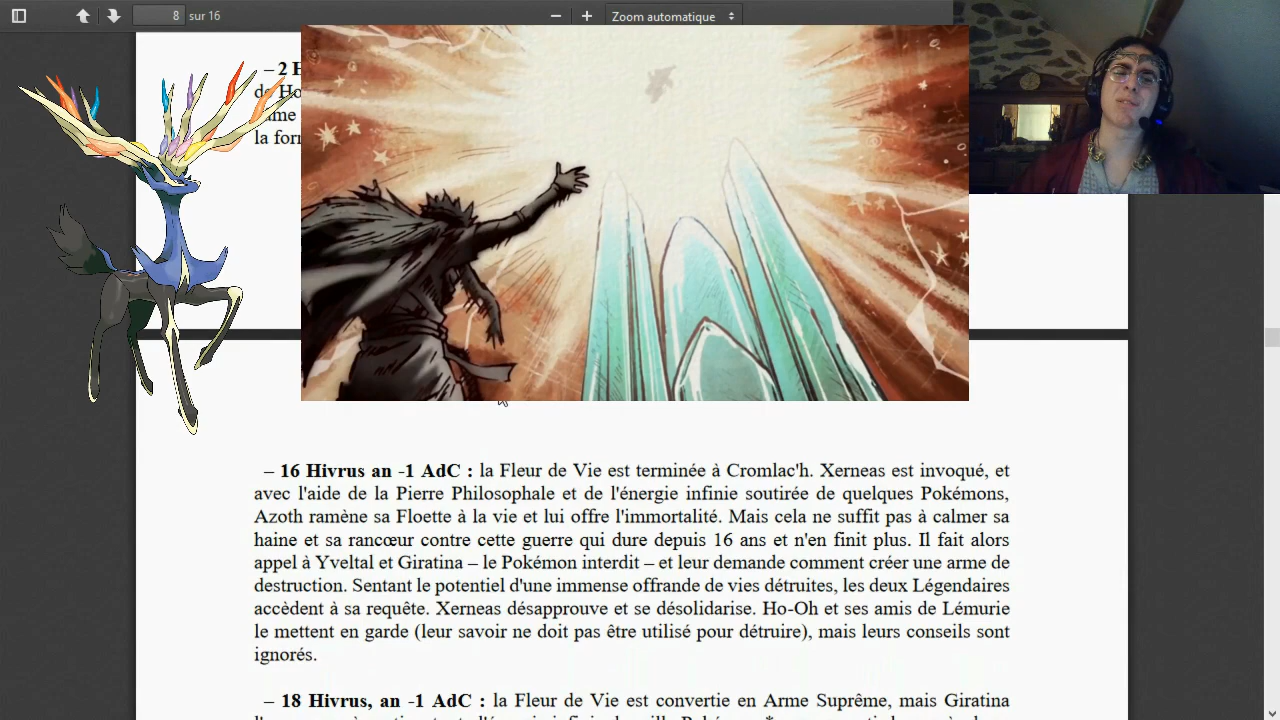 8 sur 16
Zoom automatique
– 2 H
de Ho
la for
– 16 Hivrus an -1 AdC : la Fleur de Vie est terminée à Cromlac'h. Xerneas est invoqué, et
avec l'aide de la Pierre Philosophale et de l'énergie infinie soutirée de quelques Pokémons,
Azoth ramène sa Floette à la vie et lui offre l'immortalité. Mais cela ne suffit pas à calmer sa
haine et sa rancœur contre cette guerre qui dure depuis 16 ans et n'en finit plus. Il fait alors
appel à Yveltal et Giratina – le Pokémon interdit – et leur demande comment créer une arme de
destruction. Sentant le potentiel d'une immense offrande de vies détruites, les deux Légendaires
accèdent à sa requête. Xerneas désapprouve et se désolidarise. Ho-Oh et ses amis de Lémurie
le mettent en garde (leur savoir ne doit pas être utilisé pour détruire), mais leurs conseils sont
ignorés.
– 18 Hivrus, an -1 AdC : la Fleur de Vie est convertie en Arme Suprême, mais Giratina